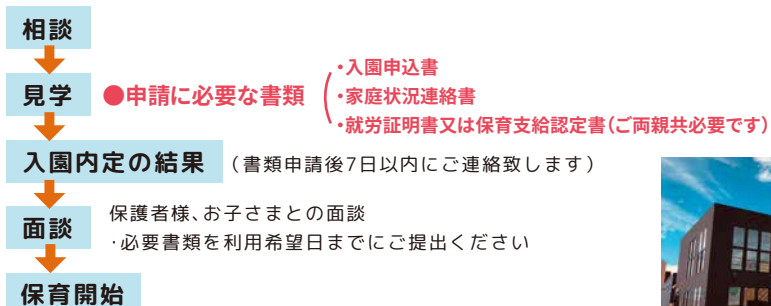 相談
見学
●申請に必要な書類
・入園申込書
・家庭状況連絡書
・就労証明書又は保育支給認定書(ご両親共必要です)
入園内定の結果 (書類申請後7日以内にご連絡致します)
面談
保護者様、お子さまとの面談
・必要書類を利用希望日までにご提出ください
保育開始